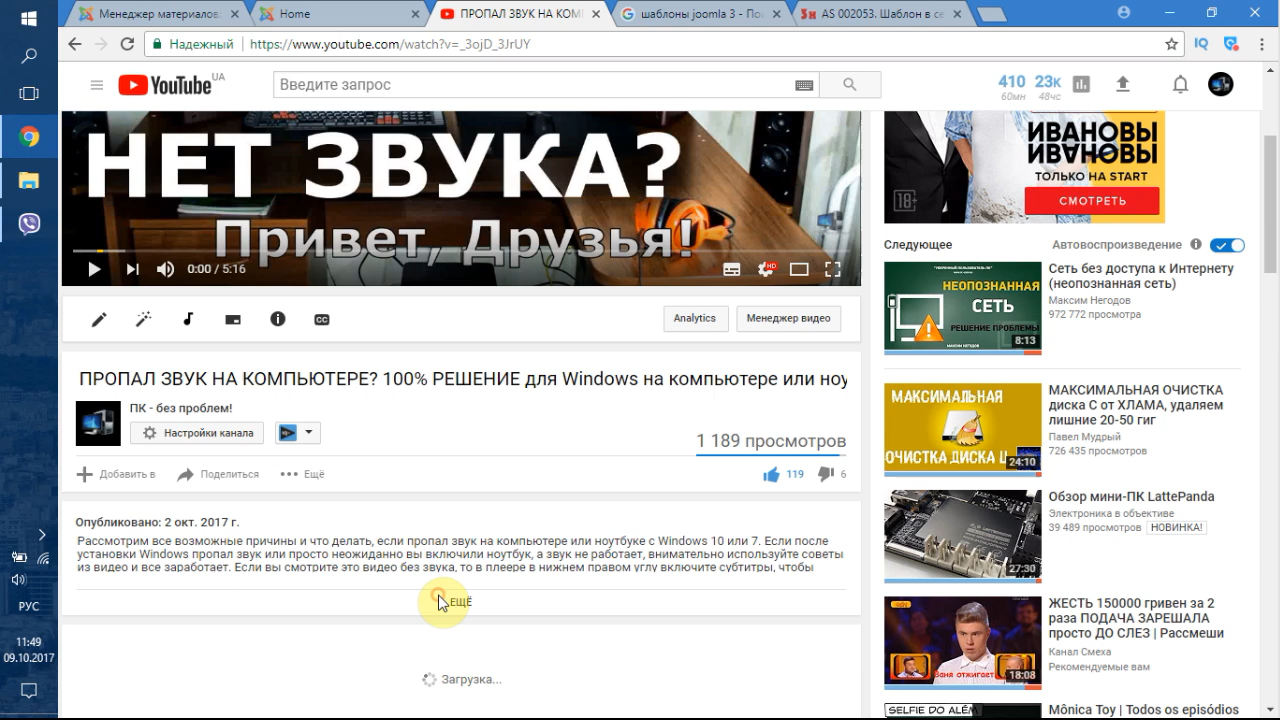 Менеджер материалов
Home
ПРОПАЛ ЗВУК НА КОМ
шаблоны joomla 3 - По
AS 002053. Шаблон в се
Надежный
https://www.youtube.com/watch?v=_3ojD_3JrUY
YouTube UA
Введите запрос
410 23K
60мн 48чс
НЕТ ЗВУКА?
Привет, Друзья!
0:00 / 5:16
HD
ИВАНОВЫ
ИВАНОВЫ
ТОЛЬКО НА START
18+
СМОТРЕТЬ
Analytics
Менеджер видео
ПРОПАЛ ЗВУК НА КОМПЬЮТЕРЕ? 100% РЕШЕНИЕ для Windows на компьютере или ноу
ПК - без проблем!
Настройки канала
1 189 просмотров
Добавить в
Поделиться
Ещё
119
6
Опубликовано: 2 окт. 2017 г.
Рассмотрим все возможные причины и что делать, если пропал звук на компьютере или ноутбуке с Windows 10 или 7. Если после
установки Windows пропал звук или просто неожиданно вы включили ноутбук, а звук не работает, внимательно используйте советы
из видео и все заработает. Если вы смотрите это видео без звука, то в плеере в нижнем правом углу включите субтитры, чтобы
ЕЩЁ
Загрузка...
Следующее
Автовоспроизведение
НЕОПОЗНАННАЯ
СЕТЬ
РЕШЕНИЕ ПРОБЛЕМЫ
МАКСИМ НЕГОДОВ
8:13
Сеть без доступа к Интернету
(неопознанная сеть)
Максим Негодов
972 772 просмотра
МАКСИМАЛЬНАЯ
ОЧИСТКА ДИСКА Ц
24:10
МАКСИМАЛЬНАЯ ОЧИСТКА
диска C от ХЛАМА, удаляем
лишние 20-50 гиг
Павел Мудрый
726 435 просмотров
27:30
Обзор мини-ПК LattePanda
Электроника в объективе
39 489 просмотров
НОВИНКА!
Ваня отжигает
18:08
ЖЕСТЬ 150000 гривен за 2
раза ПОДАЧА ЗАРЕШАЛА
просто ДО СЛЕЗ | Рассмеши
Канал Смеха
Рекомендуемые вам
SELFIE DO ALÉM
Mônica Toy | Todos os episódios
РУС
11:49
09.10.2017